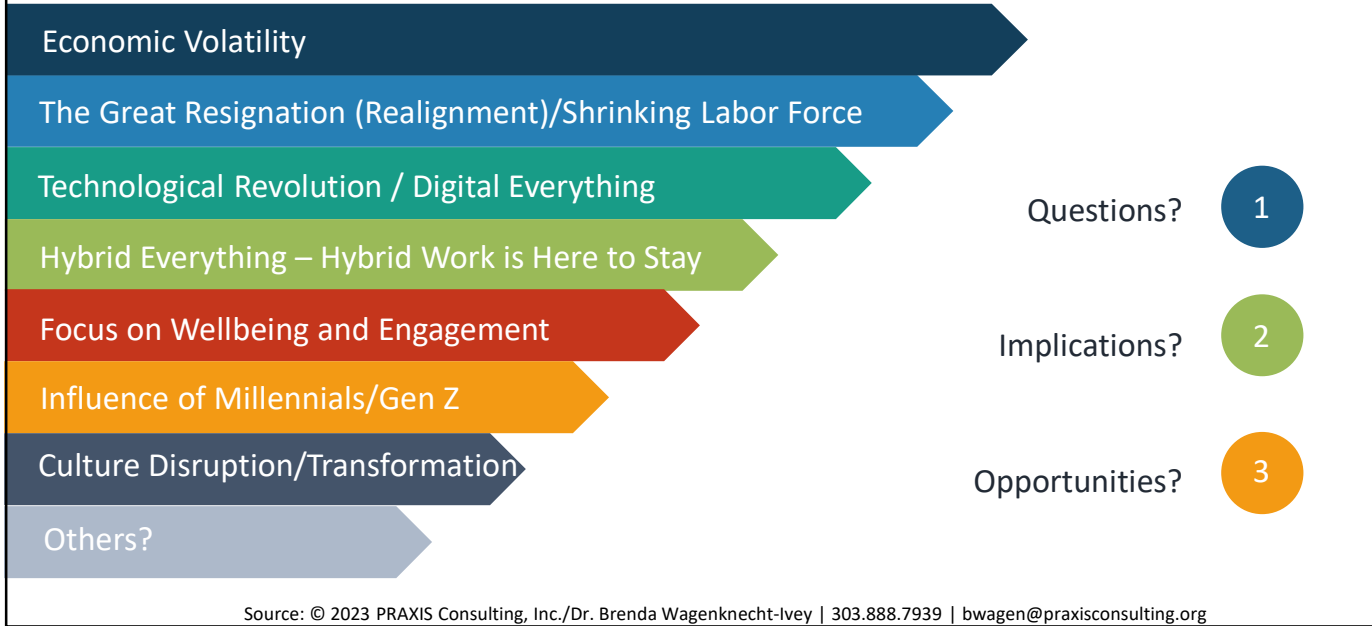 Economic Volatility
The Great Resignation (Realignment)/Shrinking Labor Force
Technological Revolution / Digital Everything
Hybrid Everything – Hybrid Work is Here to Stay
Focus on Wellbeing and Engagement
Influence of Millennials/Gen Z
Culture Disruption/Transformation
Others?
Questions? 1
Implications? 2
Opportunities? 3
Source: © 2023 PRAXIS Consulting, Inc./Dr. Brenda Wagenknecht-Ivey | 303.888.7939 | bwagen@praxisconsulting.org